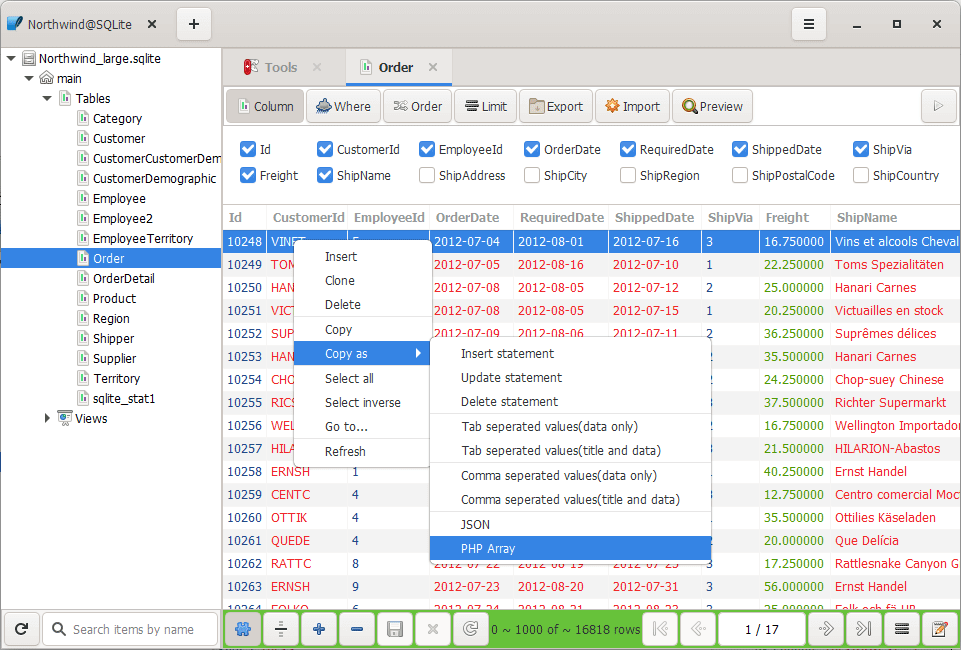 Northwind@SQLite
Northwind_large.sqlite
main
Tables
Category
Customer
CustomerCustomerDem
CustomerDemographic
Employee
Employee2
EmployeeTerritory
Order
OrderDetail
Product
Region
Shipper
Supplier
Territory
sqlite_stat1
Views
Search items by name
Tools Order
Column Where Order Limit Export Import Preview
Id CustomerId EmployeeId OrderDate RequiredDate ShippedDate ShipVia
Freight ShipName ShipAddress ShipCity ShipRegion ShipPostalCode ShipCountry
Id CustomerId EmployeeId OrderDate RequiredDate ShippedDate ShipVia Freight ShipName
10248 VINET 2012-07-04 2012-08-01 2012-07-16 3 16.750000 Vins et alcools Cheval
10249 TOM 2012-07-05 2012-08-16 2012-07-10 1 22.250000 Toms Spezialitäten
10250 HAN 2012-07-08 2012-08-05 2012-07-12 2 25.000000 Hanari Carnes
10251 VICT 2012-07-08 2012-08-05 2012-07-15 1 20.250000 Victuailles en stock
10252 SUP 2012-07-09 2012-08-06 2012-07-11 2 36.250000 Suprêmes délices
10253 HAN 35.500000 Hanari Carnes
10254 CHO 24.250000 Chop-suey Chinese
10255 RICS 37.500000 Richter Supermarkt
10256 WEL 16.750000 Wellington Importado
10257 HILA 21.250000 HILARION-Abastos
10258 ERNSH 1 40.250000 Ernst Handel
10259 CENTC 4 12.750000 Centro comercial Moc
10260 OTTIK 4 35.500000 Ottilies Käseladen
10261 QUEDE 4 20.000000 Que Delícia
10262 RATTC 8 2012-07-22 2012-08-19 2012-07-25 3 17.250000 Rattlesnake Canyon G
10263 ERNSH 9 2012-07-23 2012-08-20 2012-07-31 3 56.000000 Ernst Handel
10264 FOLKO 6 2012-07-24 2012-08-21 2012-08-23 3 25.000000 Folk och fä HB
Insert
Clone
Delete
Copy
Copy as
Select all
Select inverse
Go to...
Refresh
Insert statement
Update statement
Delete statement
Tab seperated values(data only)
Tab seperated values(title and data)
Comma seperated values(data only)
Comma seperated values(title and data)
JSON
PHP Array
0 ~ 1000 of ~ 16818 rows
1 / 17